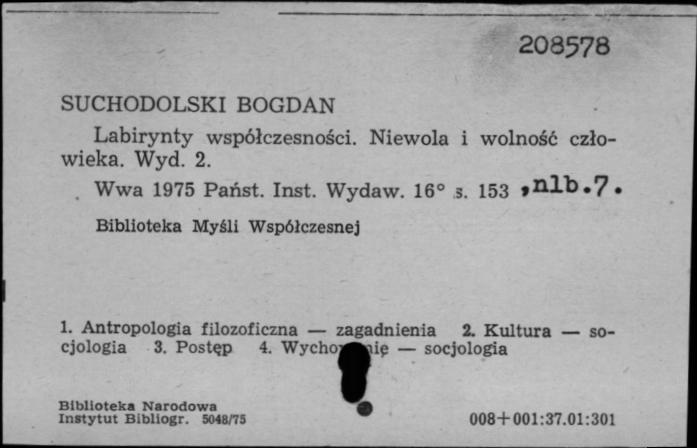 208578
SUCHODOLSKI BOGDAN
Labirynty współczesności. Niewola i wolność czło-
wieka. Wyd. 2.
Wwa 1975 Państ. Inst. Wydaw. 16° s. 153 ,nlb.7.
Biblioteka Myśli Współczesnej
1. Antropologia filozoficzna — zagadnienia 2. Kultura — so-
cjologia 3. Postęp 4. — socjologia
Biblioteka Narodowa
Instytut Bibliogr. 5048/75
008+001:37.01:301